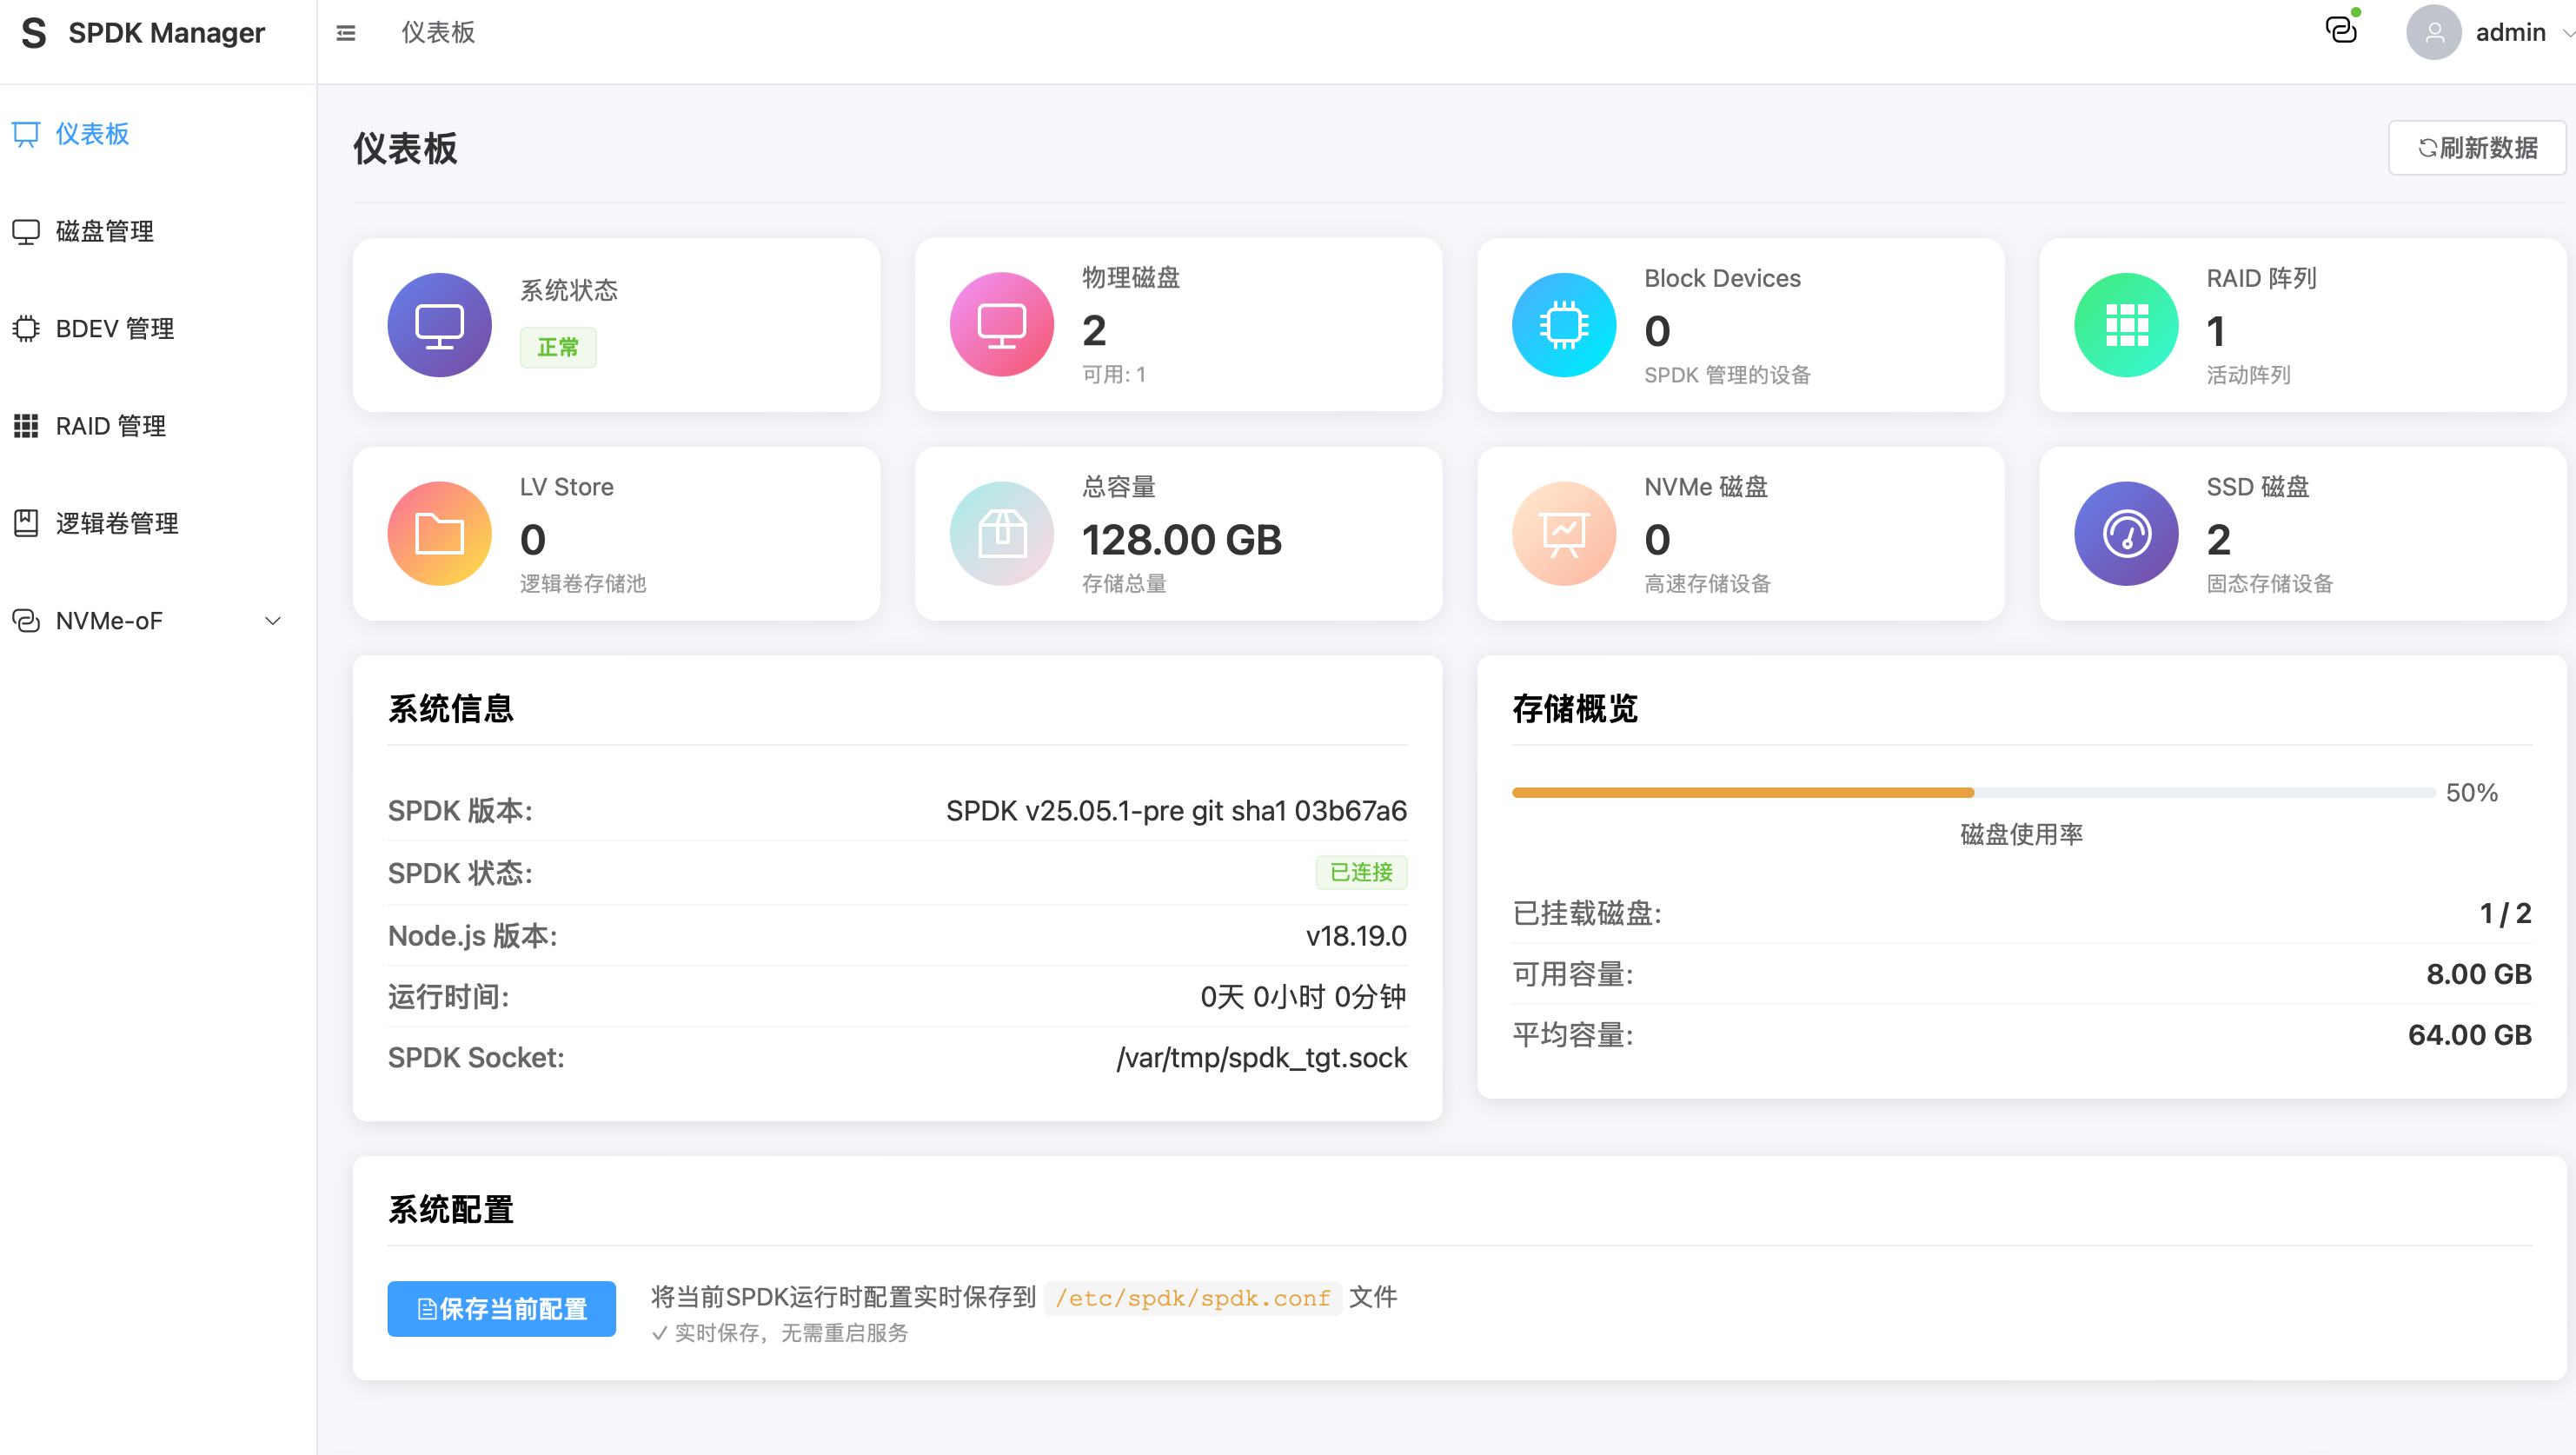 S SPDK Manager
仪表板
admin
仪表板
磁盘管理
BDEV 管理
RAID 管理
逻辑卷管理
NVMe-oF
仪表板
刷新数据
系统状态
正常
物理磁盘
2
可用: 1
Block Devices
0
SPDK 管理的设备
RAID 阵列
1
活动阵列
LV Store
0
逻辑卷存储池
总容量
128.00 GB
存储总量
NVMe 磁盘
0
高速存储设备
SSD 磁盘
2
固态存储设备
系统信息
SPDK 版本: SPDK v25.05.1-pre git sha1 03b67a6
SPDK 状态: 已连接
Node.js 版本: v18.19.0
运行时间: 0天 0小时 0分钟
SPDK Socket: /var/tmp/spdk_tgt.sock
存储概览
50%
磁盘使用率
已挂载磁盘: 1 / 2
可用容量: 8.00 GB
平均容量: 64.00 GB
系统配置
保存当前配置
将当前SPDK运行时配置实时保存到 /etc/spdk/spdk.conf 文件
✓ 实时保存，无需重启服务